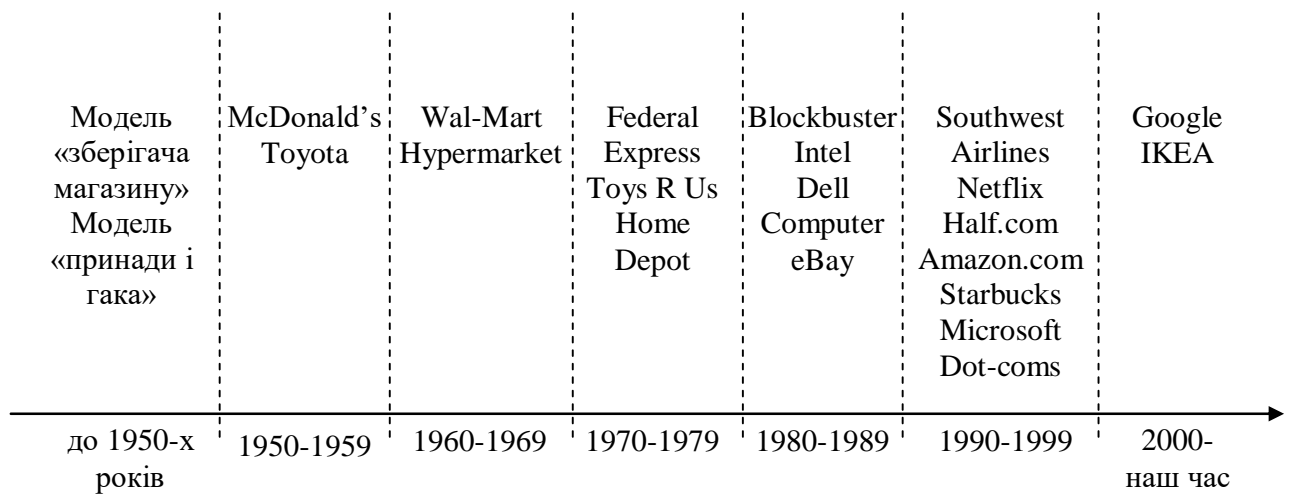 Модель
«зберігача
магазину»
Модель
«принади і
гака»
McDonald’s
Toyota
Wal-Mart
Hypermarket
Federal
Express
Toys R Us
Home
Depot
Blockbuster
Intel
Dell
Computer
eBay
Southwest
Airlines
Netflix
Half.com
Amazon.com
Starbucks
Microsoft
Dot-coms
Google
IKEA
до 1950-х
років
1950-1959
1960-1969
1970-1979
1980-1989
1990-1999
2000-
наш час